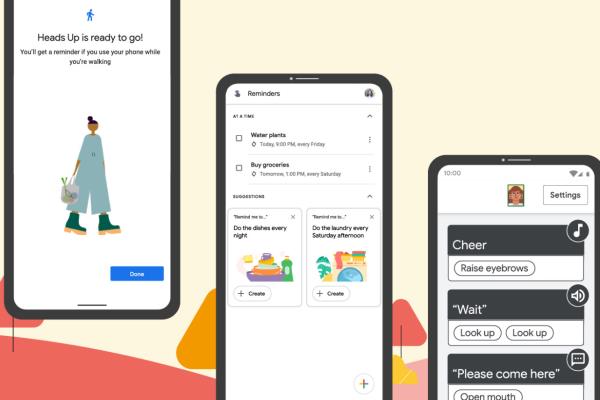 Heads Up is ready to go!
You'll get a reminder if you use your phone while
you're walking
Done
Reminders
AT A TIME
Water plants
Today, 9:00 PM, every Friday
Buy groceries
Tomorrow, 1:00 PM, every Saturday
SUGGESTIONS
"Remind me to..."
Do the dishes every
night
Create
"Remind me to..."
Do the laundry every
Saturday afternoon
Create
10:00
Settings
Cheer
Raise eyebrows
“Wait”
Look up Look up
“Please come here”
Open mouth